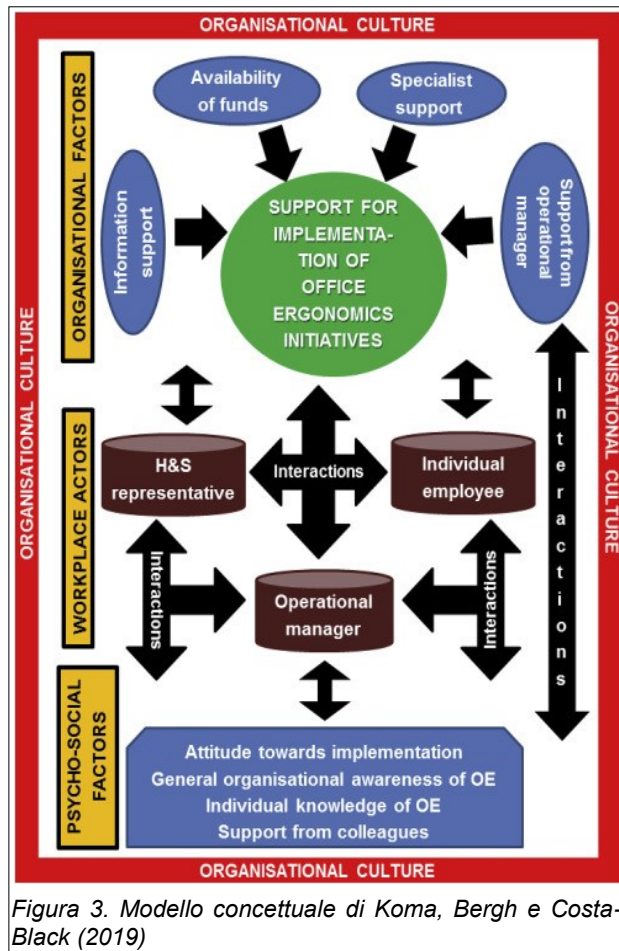 ORGANISATIONAL CULTURE
ORGANISATIONAL CULTURE
ORGANISATIONAL FACTORS
Availability
of funds
Specialist
support
Information
support
SUPPORT FOR
IMPLEMENTA-
TION OF
OFFICE
ERGONOMICS
INITIATIVES
Support from
operational
manager
ORGANISATIONAL CULTURE
WORKPLACE ACTORS
H&S
representative
Interactions
Individual
employee
Interactions
Interactions
Operational
manager
Interactions
PSYCHO-SOCIAL
FACTORS
Attitude towards implementation
General organisational awareness of OE
Individual knowledge of OE
Support from colleagues
ORGANISATIONAL CULTURE
Figura 3. Modello concettuale di Koma, Bergh e Costa-
Black (2019)